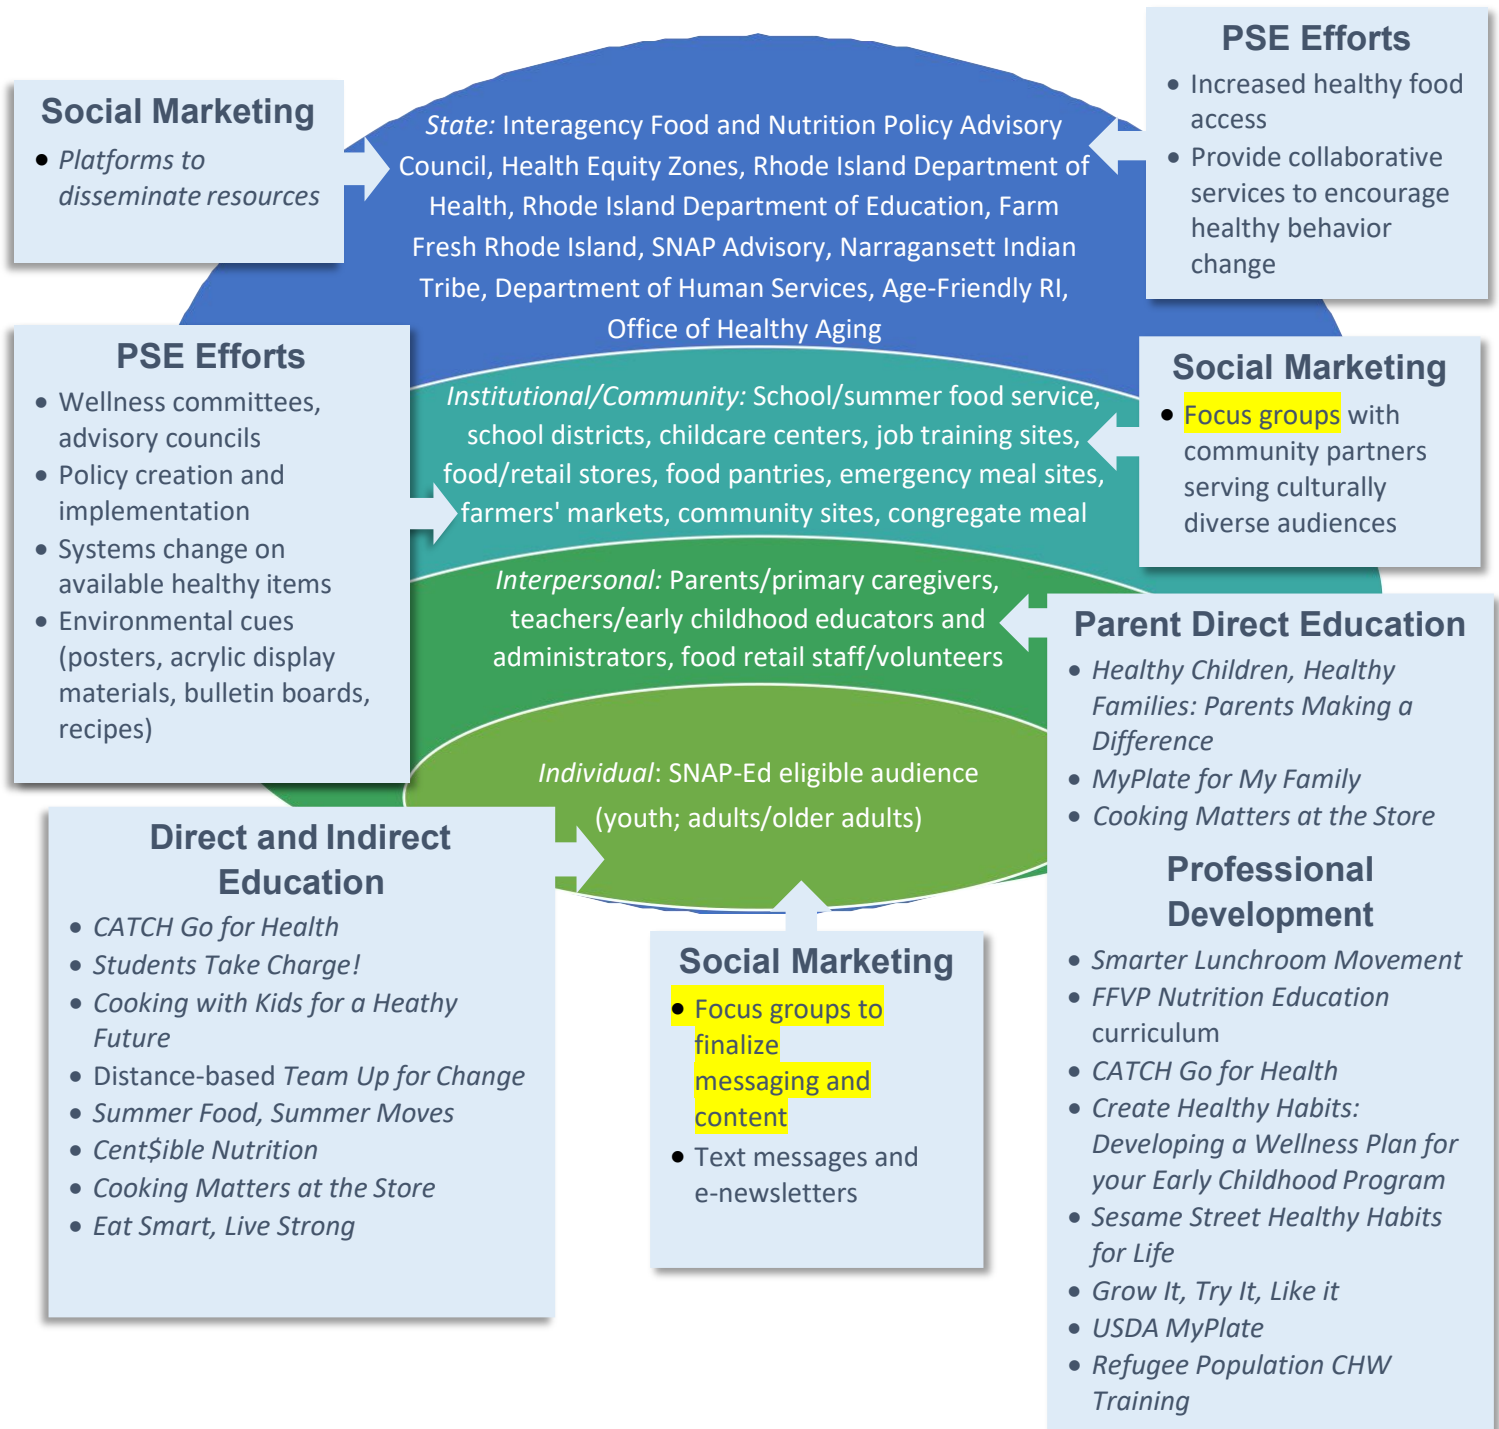 Social Marketing
• Platforms to
disseminate resources
State: Interagency Food and Nutrition Policy Advisory
Council, Health Equity Zones, Rhode Island Department of
Health, Rhode Island Department of Education, Farm
Fresh Rhode Island, SNAP Advisory, Narragansett Indian
Tribe, Department of Human Services, Age-Friendly RI,
Office of Healthy Aging
PSE Efforts
• Increased healthy food
access
• Provide collaborative
services to encourage
healthy behavior
change
PSE Efforts
• Wellness committees,
advisory councils
• Policy creation and
implementation
• Systems change on
available healthy items
• Environmental cues
(posters, acrylic display
materials, bulletin boards,
recipes)
Institutional/Community: School/summer food service,
school districts, childcare centers, job training sites,
food/retail stores, food pantries, emergency meal sites,
farmers' markets, community sites, congregate meal
Social Marketing
• Focus groups with
community partners
serving culturally
diverse audiences
Interpersonal: Parents/primary caregivers,
teachers/early childhood educators and
administrators, food retail staff/volunteers
Parent Direct Education
• Healthy Children, Healthy
Families: Parents Making a
Difference
• MyPlate for My Family
• Cooking Matters at the Store
Professional
Development
• Smarter Lunchroom Movement
• FFVP Nutrition Education
curriculum
• CATCH Go for Health
• Create Healthy Habits:
Developing a Wellness Plan for
your Early Childhood Program
• Sesame Street Healthy Habits
for Life
• Grow It, Try It, Like it
• USDA MyPlate
• Refugee Population CHW
Training
Individual: SNAP-Ed eligible audience
(youth; adults/older adults)
Direct and Indirect
Education
• CATCH Go for Health
• Students Take Charge!
• Cooking with Kids for a Heathy
Future
• Distance-based Team Up for Change
• Summer Food, Summer Moves
• Cent$ible Nutrition
• Cooking Matters at the Store
• Eat Smart, Live Strong
Social Marketing
• Focus groups to
finalize
messaging and
content
• Text messages and
e-newsletters